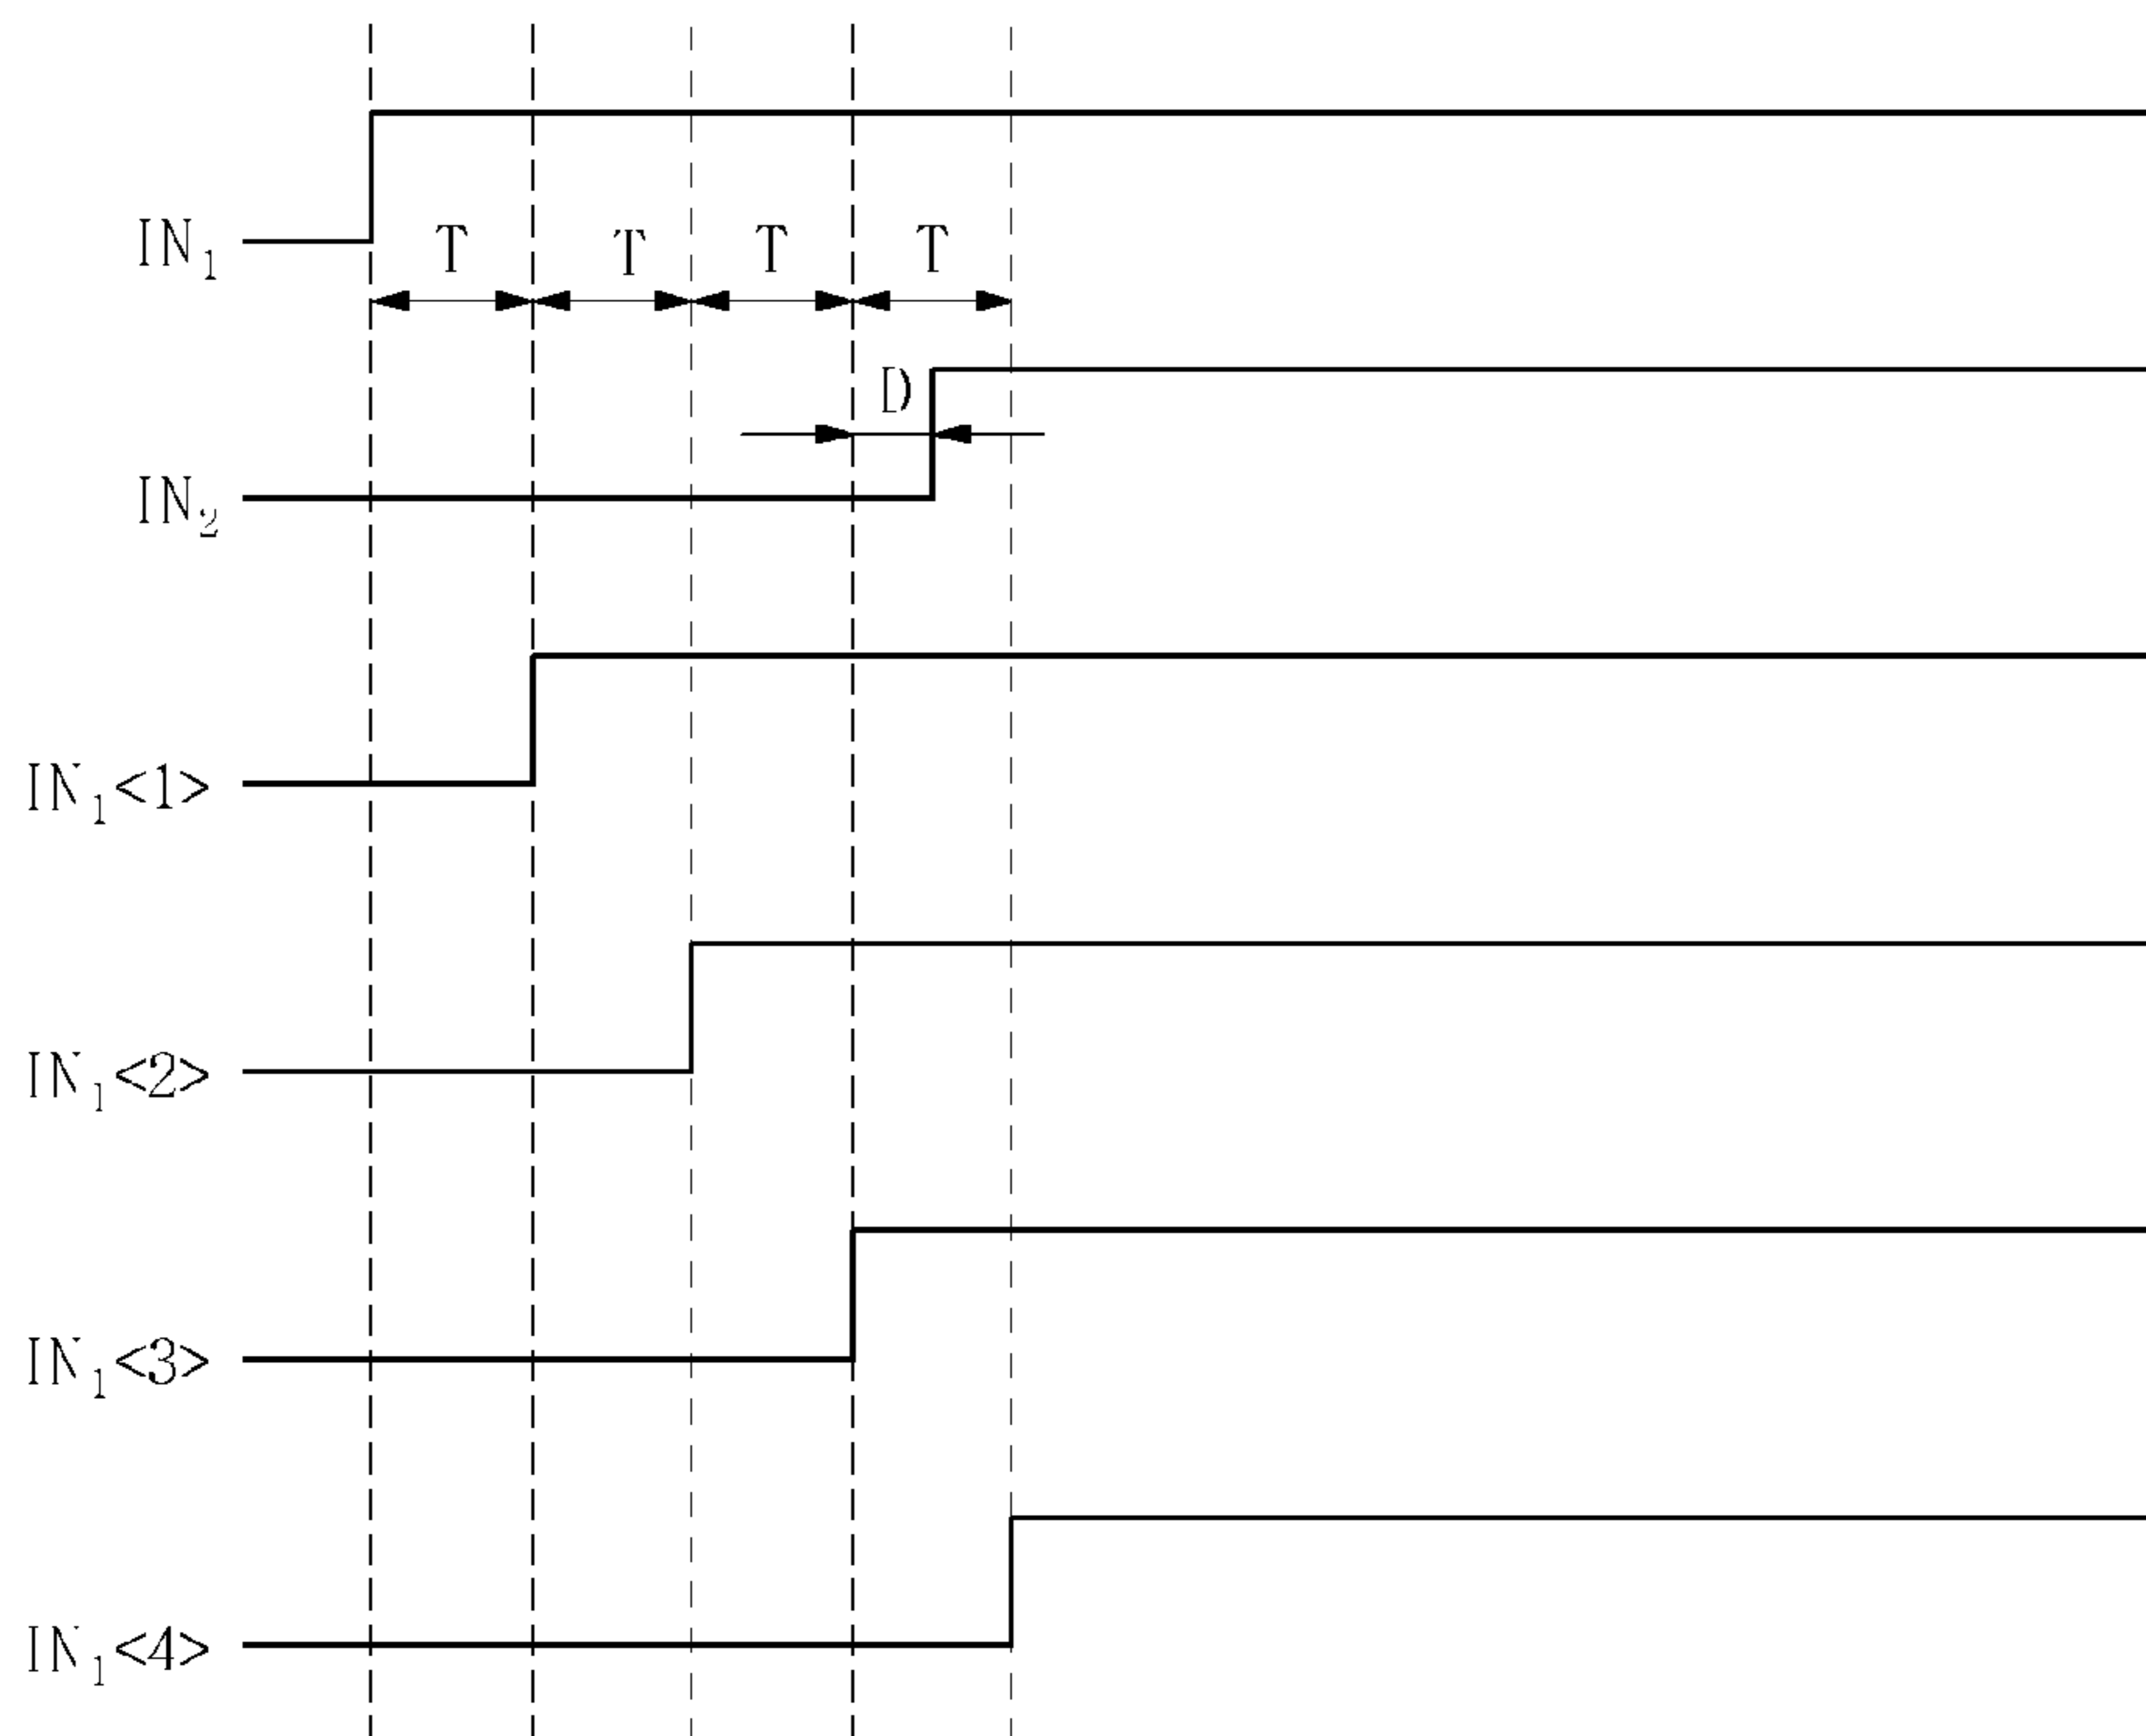 IN₁
T T T T
D
IN₂
IN₁<1>
IN₁<2>
IN₁<3>
IN₁<4>